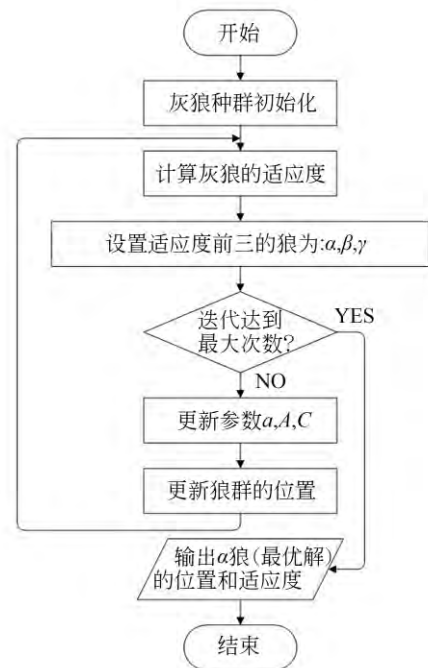 开始
灰狼种群初始化
计算灰狼的适应度
设置适应度前三的狼为:α,β,γ
迭代达到
最大次数?
YES
NO
更新参数a,A,C
更新狼群的位置
输出α狼(最优解)
的位置和适应度
结束